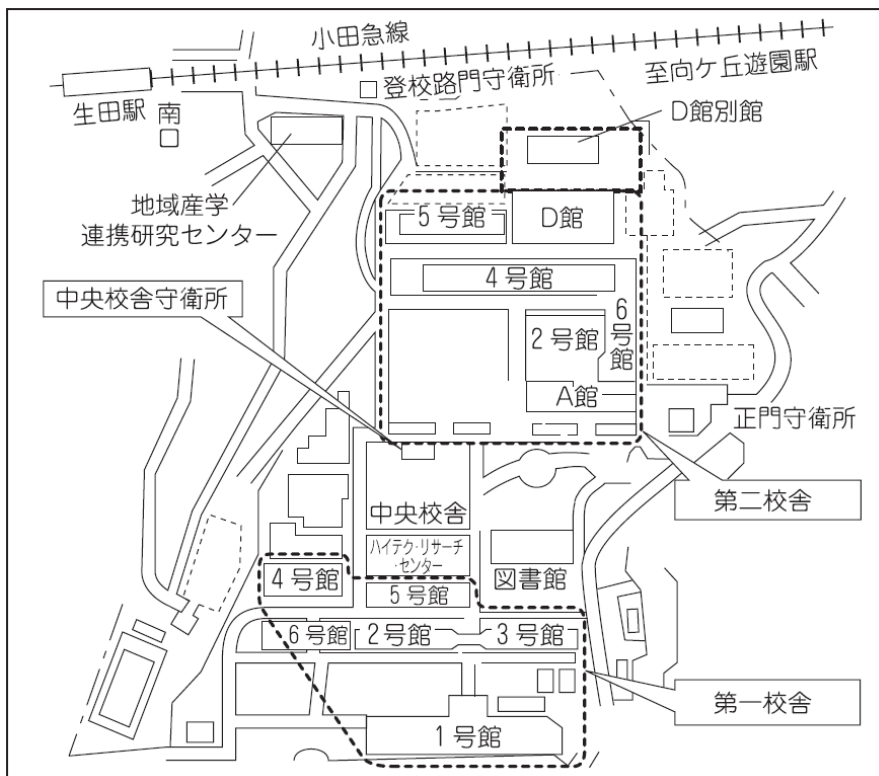 小田急線
至向ケ丘遊園駅
登校路門守衛所
生田駅
南
D館別館
地域産学
連携研究センター
5号館
D館
中央校舎守衛所
4号館
6号館
2号館
A館
正門守衛所
第二校舎
中央校舎
ハイテク・リサーチ
・センター
図書館
4号館
5号館
6号館
2号館
3号館
第一校舎
1号館